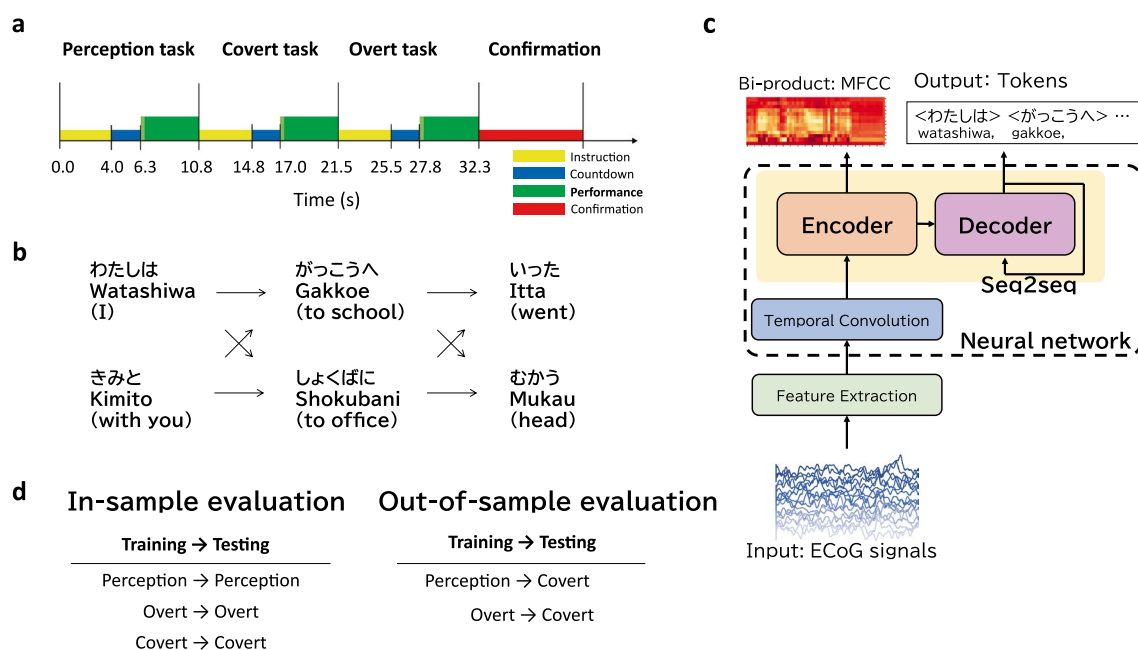 a
Perception task
Covert task
Overt task
Confirmation
0.0
4.0
6.3
10.8
14.8
17.0
21.5
25.5
27.8
32.3
Time (s)
Instruction
Countdown
Performance
Confirmation
b
わたしは
Watashiwa
(I)
がっこうへ
Gakkoe
(to school)
いった
Itta
(went)
きみと
Kimito
(with you)
しょくばに
Shokubani
(to office)
むかう
Mukau
(head)
c
Bi-product: MFCC
Output: Tokens
<わたしは> <がっこうへ> …
watashiwa, gakkoe,
Encoder
Decoder
Seq2seq
Temporal Convolution
Neural network
Feature Extraction
Input: ECoG signals
d
In-sample evaluation
Training → Testing
Perception → Perception
Overt → Overt
Covert → Covert
Out-of-sample evaluation
Training → Testing
Perception → Covert
Overt → Covert